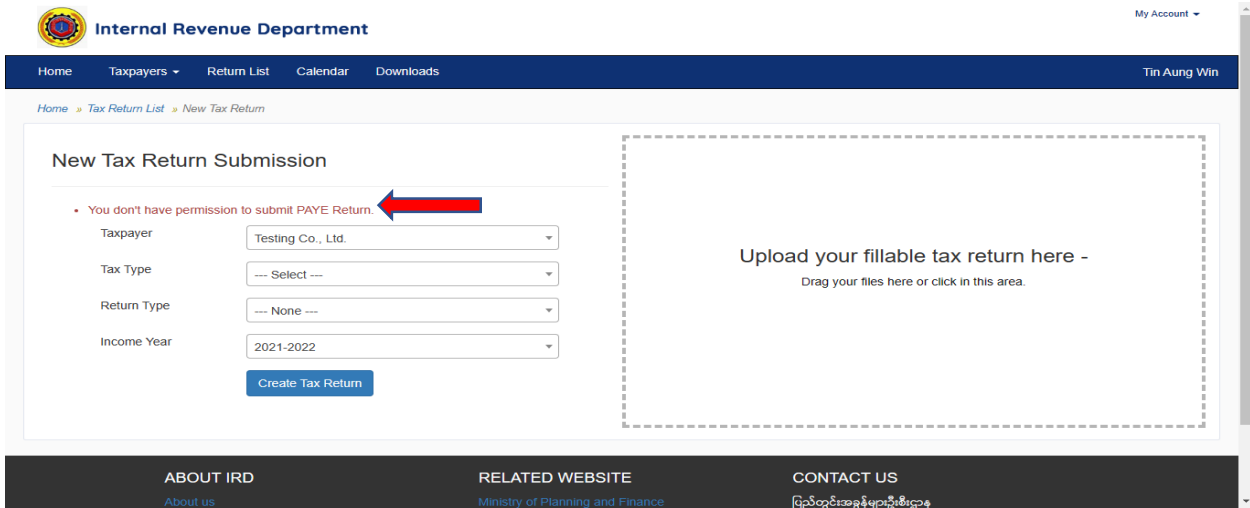 My Account
Internal Revenue Department
Home Taxpayers Return List Calendar Downloads Tin Aung Win
Home » Tax Return List » New Tax Return
New Tax Return Submission
• You don't have permission to submit PAYE Return.
Taxpayer Testing Co., Ltd.
Tax Type --- Select ---
Return Type --- None ---
Income Year 2021-2022
Create Tax Return
Upload your fillable tax return here -
Drag your files here or click in this area.
ABOUT IRD RELATED WEBSITE CONTACT US
About us Ministry of Planning and Finance ပြည်တွင်းအခွန်များဦးစီးဌာန